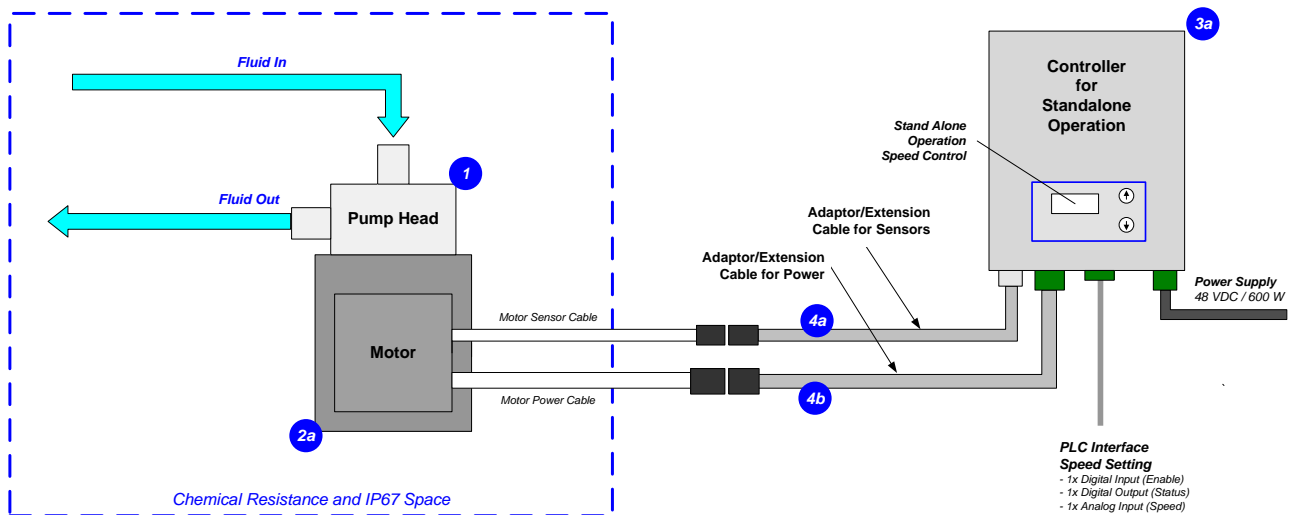 Fluid In
Fluid Out
1
Pump Head
Motor
2a
Motor Sensor Cable
Motor Power Cable
Chemical Resistance and IP67 Space
4a
4b
Adaptor/Extension
Cable for Sensors
Adaptor/Extension
Cable for Power
3a
Controller
for
Standalone
Operation
Stand Alone
Operation
Speed Control
Power Supply
48 VDC / 600 W
PLC Interface
Speed Setting
- 1x Digital Input (Enable)
- 1x Digital Output (Status)
- 1x Analog Input (Speed)
`